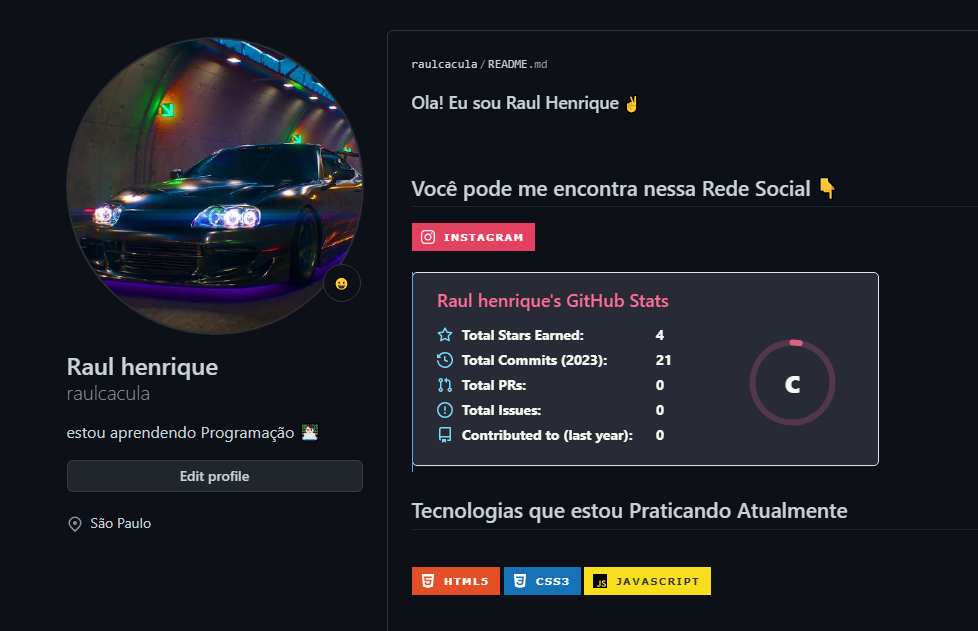 raulcacula/README.md
Ola! Eu sou Raul Henrique ✌
Você pode me encontra nessa Rede Social 👇
INSTAGRAM
Raul henrique's GitHub Stats
Total Stars Earned: 4
Total Commits (2023): 21
Total PRs: 0
Total Issues: 0
Contributed to (last year): 0
C
Raul henrique
raulcacula
estou aprendendo Programação 👨🏻‍💻
Edit profile
São Paulo
Tecnologias que estou Praticando Atualmente
HTML5 CSS3 JS JAVASCRIPT